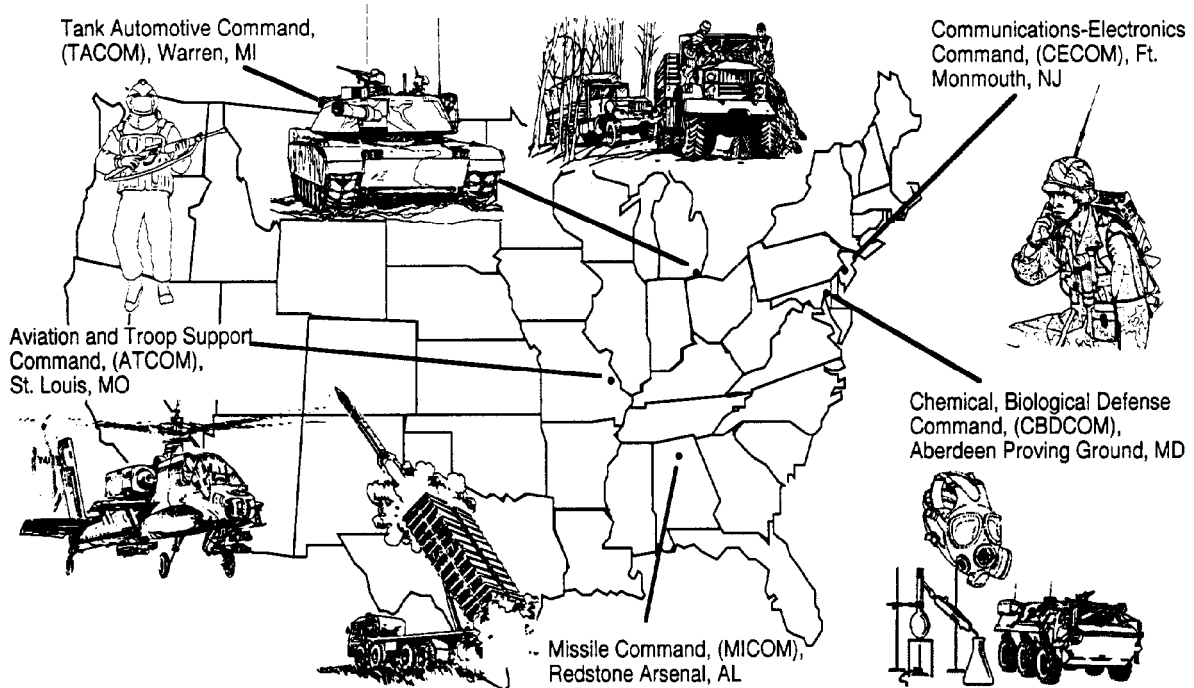 Tank Automotive Command,
(TACOM), Warren, MI
Communications-Electronics
Command, (CECOM), Ft.
Monmouth, NJ
Aviation and Troop Support
Command, (ATCOM),
St. Louis, MO
Chemical, Biological Defense
Command, (CBDCOM),
Aberdeen Proving Ground, MD
Missile Command, (MICOM),
Redstone Arsenal, AL